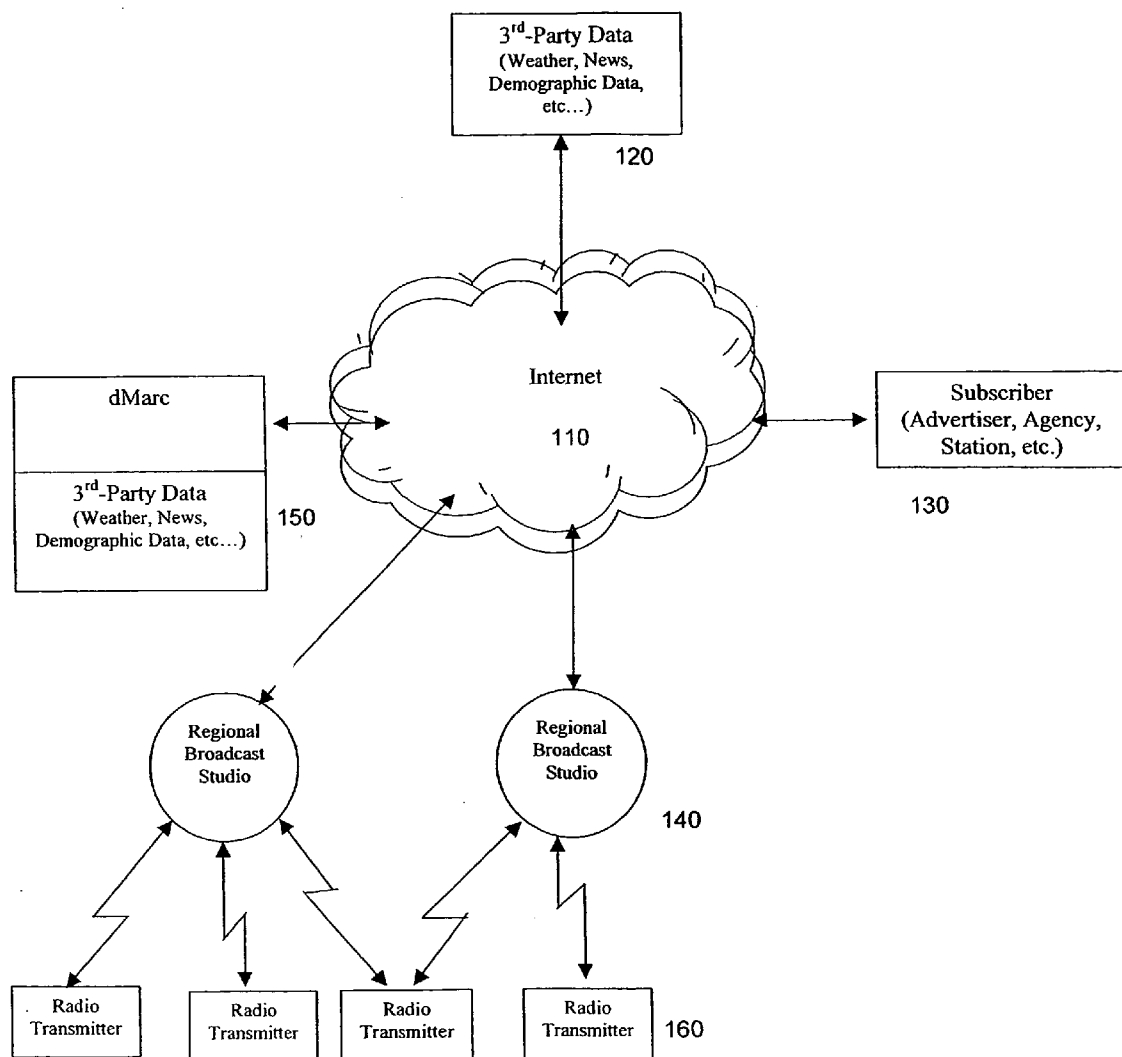 3rd-Party Data
(Weather, News,
Demographic Data,
etc...)
120
Internet
110
dMarc
3rd-Party Data
(Weather, News,
Demographic Data, etc...)
150
Subscriber
(Advertiser, Agency,
Station, etc.)
130
Regional
Broadcast
Studio
Regional
Broadcast
Studio
140
Radio
Transmitter
Radio
Transmitter
Radio
Transmitter
Radio
Transmitter
160